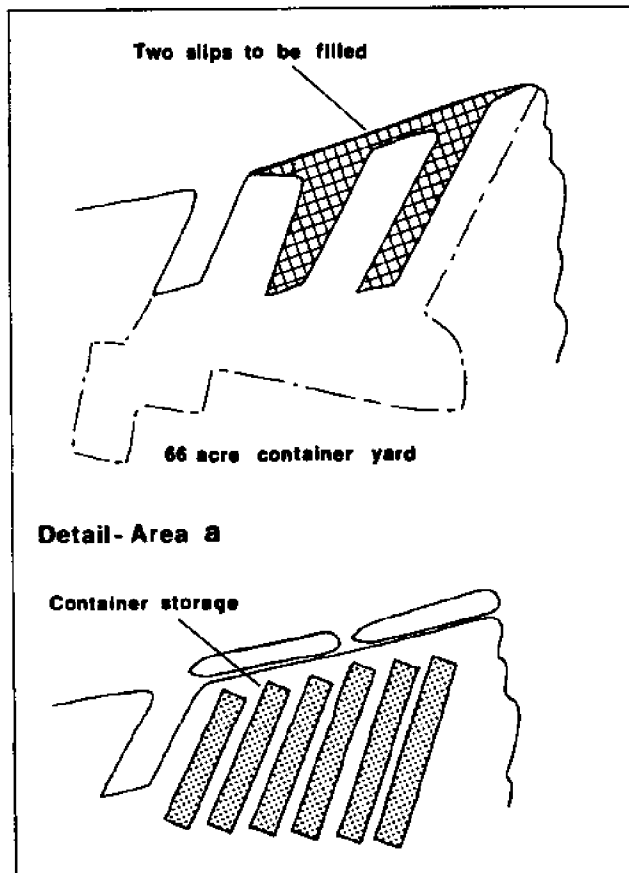 Two slips to be filled
66 acre container yard
Detail - Area a
Container storage